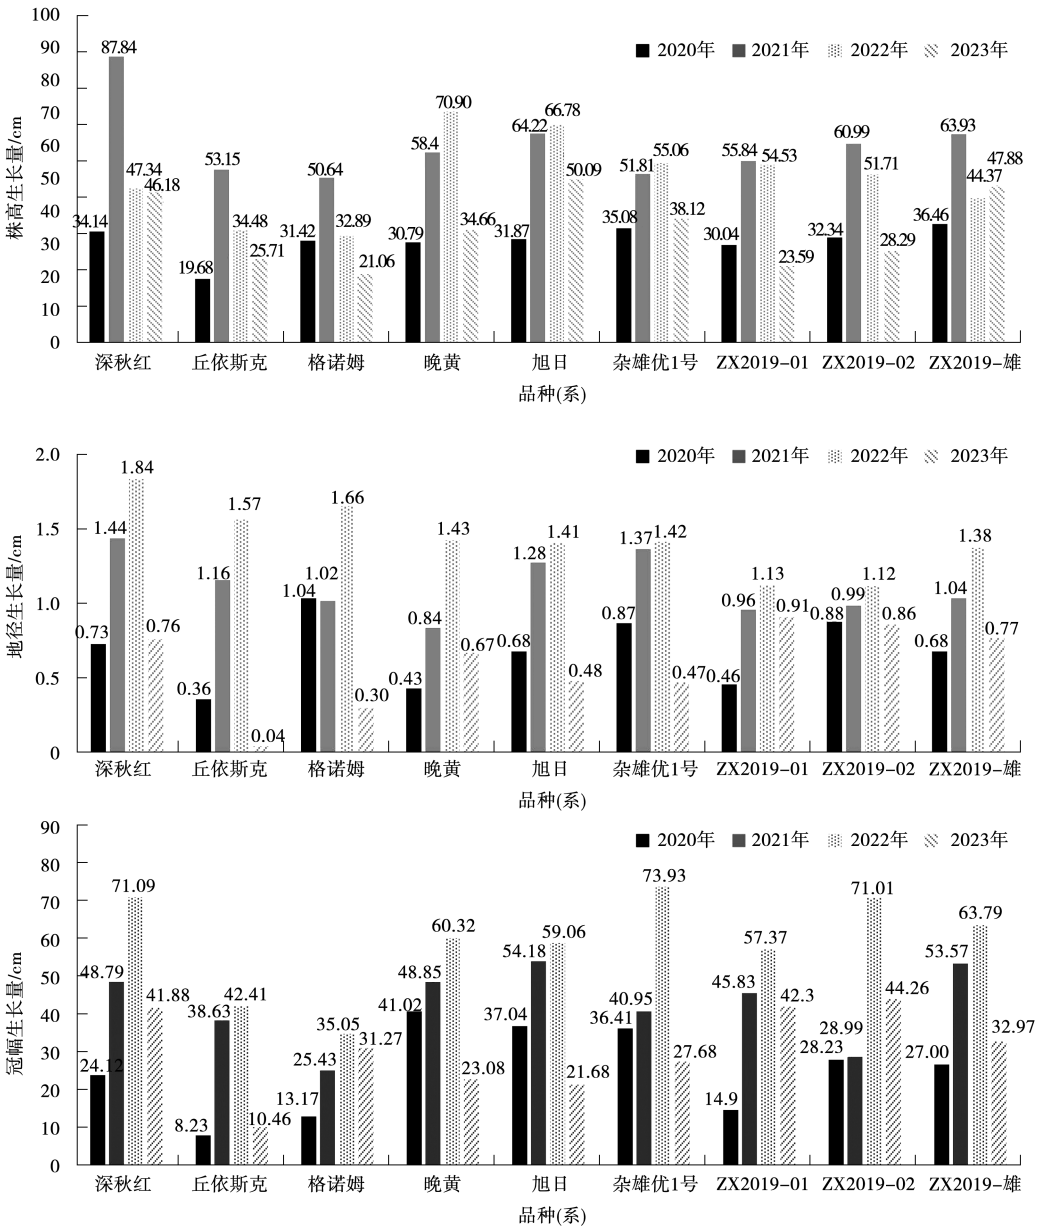 株高生长量/cm
100
90
80
70
60
50
40
30
20
10
0
2020年 2021年 2022年 2023年
34.14 87.84 47.34 46.18
19.68 53.15 34.48 25.71
31.42 50.64 32.89 21.06
30.79 58.4 70.90 34.66
31.87 64.22 66.78 50.09
35.08 51.81 55.06 38.12
30.04 55.84 54.53 23.59
32.34 60.99 51.71 28.29
36.46 63.93 44.37 47.88
深秋红 丘依斯克 格诺姆 晚黄 旭日 杂雄优1号 ZX2019-01 ZX2019-02 ZX2019-雄
品种(系)
地径生长量/cm
2.0
1.5
1.0
0.5
0
2020年 2021年 2022年 2023年
0.73 1.44 1.84 0.76
0.36 1.16 1.57 0.04
1.04 1.02 1.66 0.30
0.43 0.84 1.43 0.67
0.68 1.28 1.41 0.48
0.87 1.37 1.42 0.47
0.46 0.96 1.13 0.91
0.88 0.99 1.12 0.86
0.68 1.04 1.38 0.77
深秋红 丘依斯克 格诺姆 晚黄 旭日 杂雄优1号 ZX2019-01 ZX2019-02 ZX2019-雄
品种(系)
冠幅生长量/cm
90
80
70
60
50
40
30
20
10
0
2020年 2021年 2022年 2023年
24.12 48.79 71.09 41.88
8.23 38.63 42.41 10.46
13.17 25.43 35.05 31.27
41.02 48.85 60.32 23.08
37.04 54.18 59.06 21.68
36.41 40.95 73.93 27.68
14.9 45.83 57.37 42.3
28.23 28.99 71.01 44.26
27.00 53.57 63.79 32.97
深秋红 丘依斯克 格诺姆 晚黄 旭日 杂雄优1号 ZX2019-01 ZX2019-02 ZX2019-雄
品种(系)